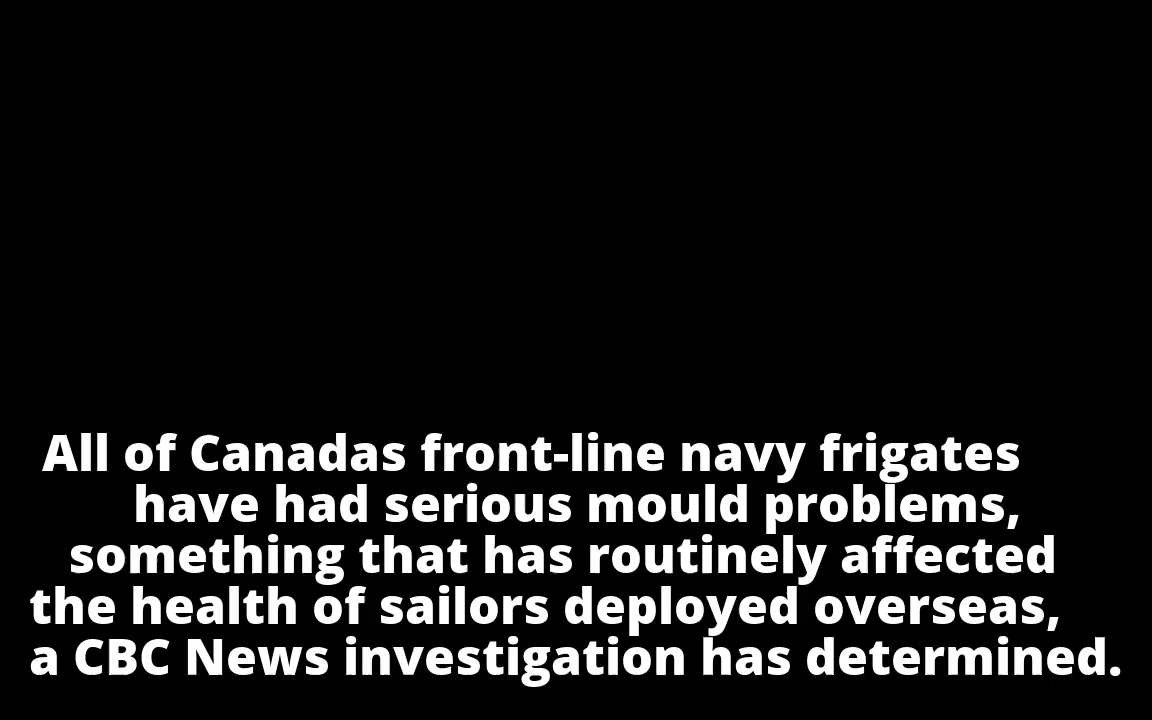 All of Canadas front-line navy frigates
have had serious mould problems,
something that has routinely affected
the health of sailors deployed overseas,
a CBC News investigation has determined.